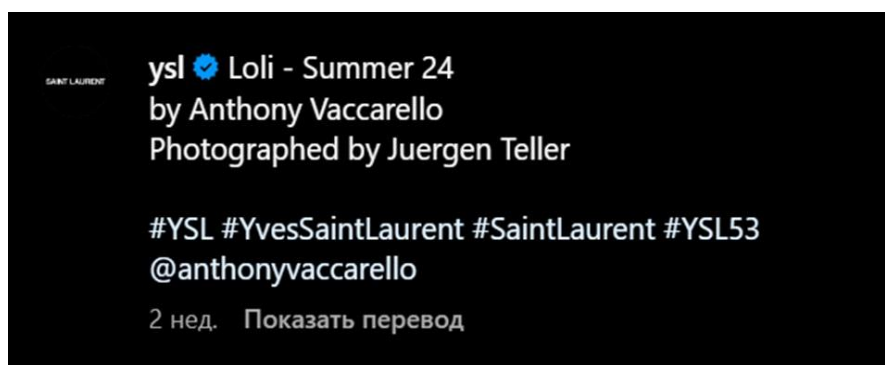 SAINT LAURENT
ysl Loli - Summer 24
by Anthony Vaccarello
Photographed by Juergen Teller
#YSL #YvesSaintLaurent #SaintLaurent #YSL53
@anthonyvaccarello
2 нед. Показать перевод